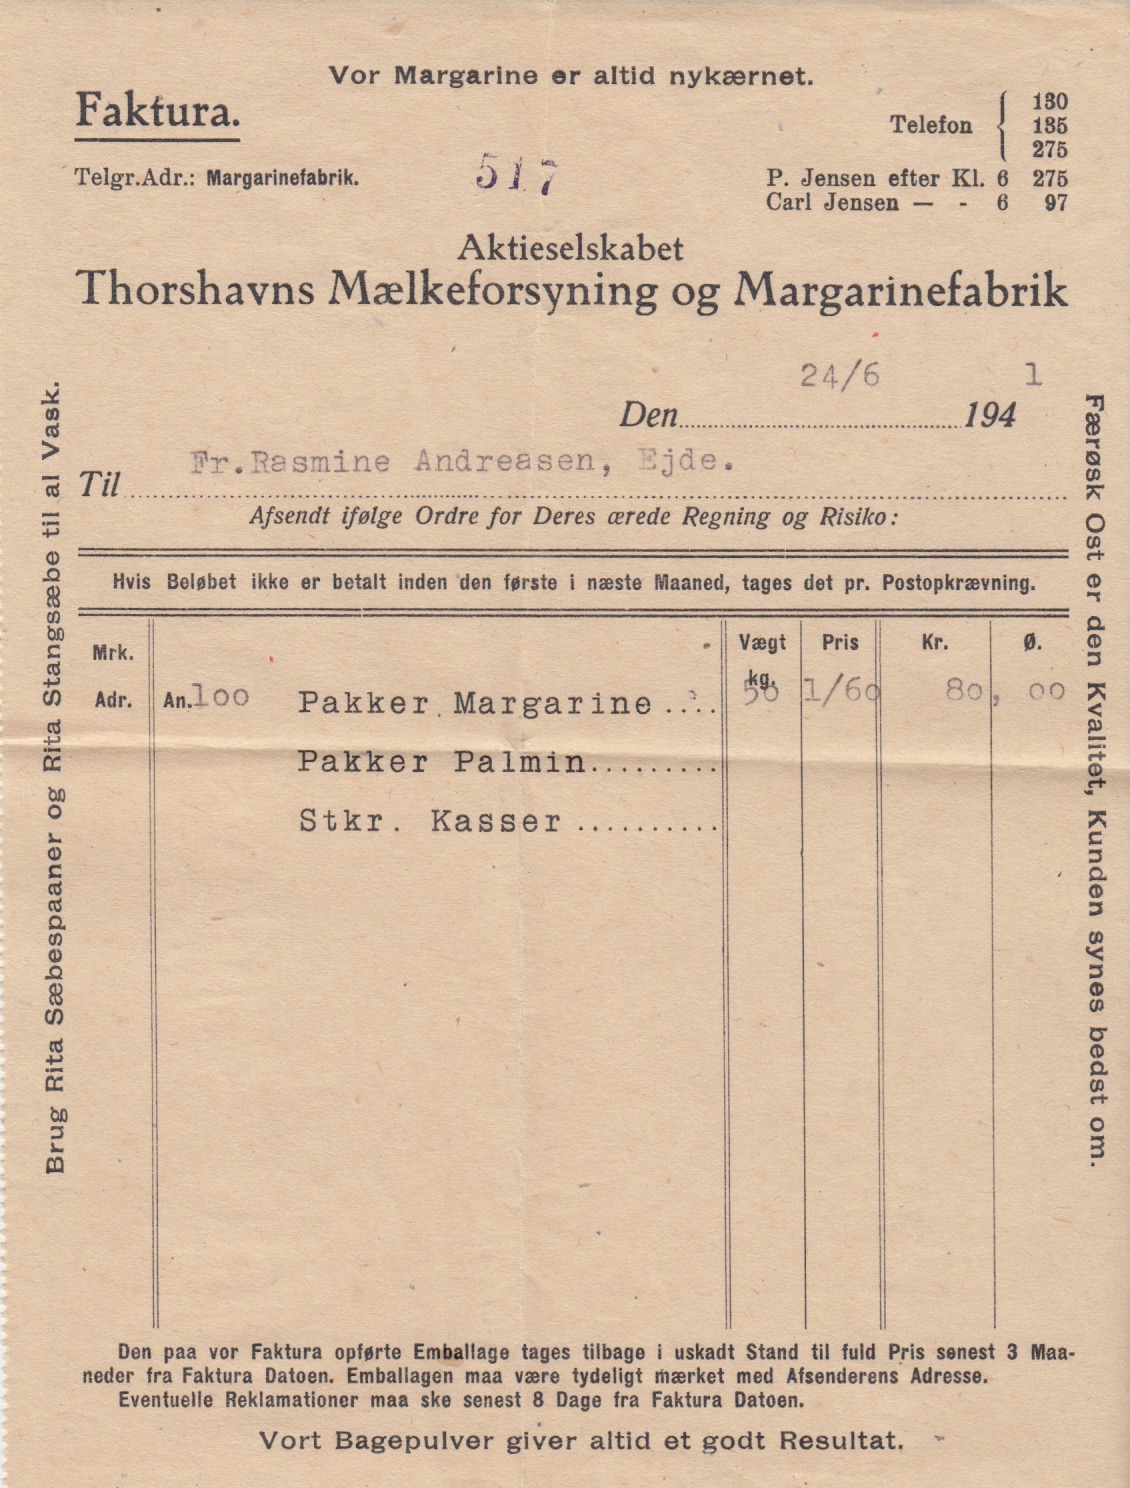 Vor Margarine er altid nykærnet.
Faktura.
Telefon 130
135
275
Telgr.Adr.: Margarinefabrik.
517
P. Jensen efter Kl. 6 275
Carl Jensen — - 6 97
Aktieselskabet
Thorshavns Mælkeforsyning og Margarinefabrik
Den 24/6 1941
Til Fr.Rasmine Andreasen, Ejde.
Afsendt ifølge Ordre for Deres ærede Regning og Risiko:
Hvis Beløbet ikke er betalt inden den første i næste Maaned, tages det pr. Postopkrævning.
Mrk. Vægt Pris Kr. Ø.
kg.
Adr. An. 100 Pakker Margarine .... 50 1/60 80, 00
Pakker Palmin.........
Stkr. Kasser ..........
Brug Rita Sæbespaaner og Rita Stangsæbe til al Vask.
Færøsk Ost er den Kvalitet, Kunden synes bedst om.
Den paa vor Faktura opførte Emballage tages tilbage i uskadt Stand til fuld Pris senest 3 Maa-
neder fra Faktura Datoen. Emballagen maa være tydeligt mærket med Afsenderens Adresse.
Eventuelle Reklamationer maa ske senest 8 Dage fra Faktura Datoen.
Vort Bagepulver giver altid et godt Resultat.